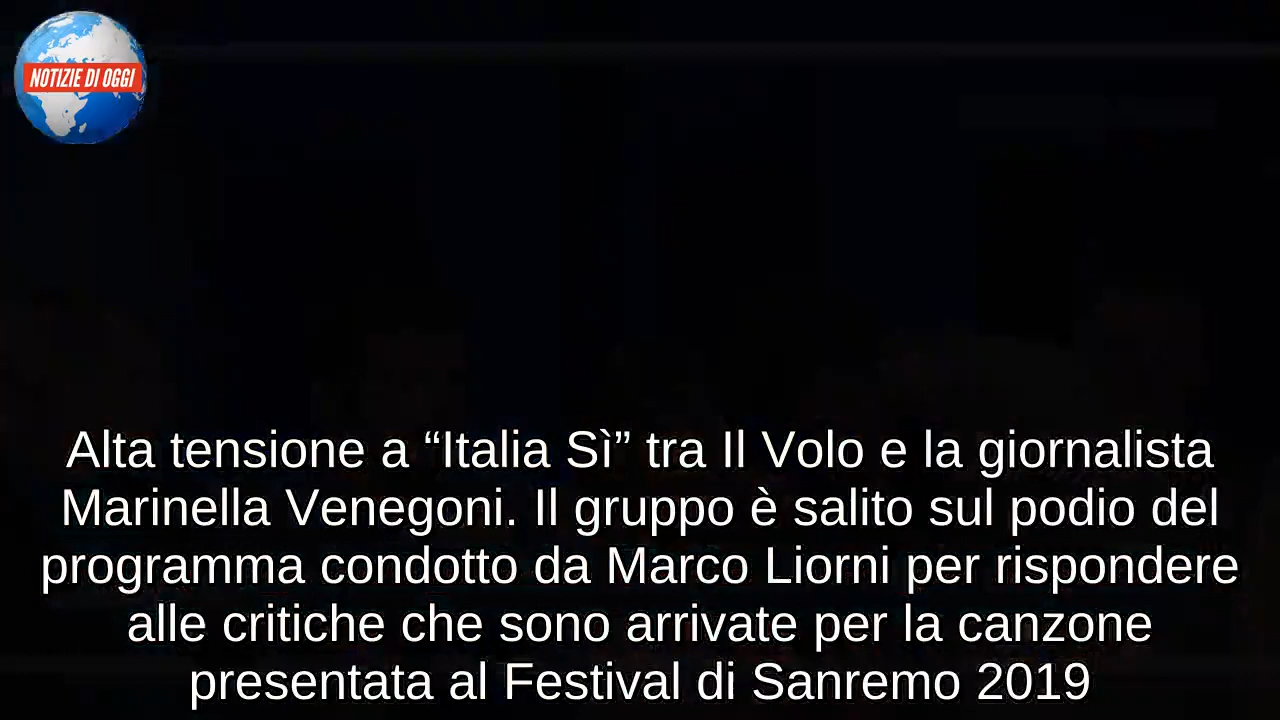 NOTIZIE DI OGGI
Alta tensione a “Italia Sì” tra Il Volo e la giornalista
Marinella Venegoni. Il gruppo è salito sul podio del
programma condotto da Marco Liorni per rispondere
alle critiche che sono arrivate per la canzone
presentata al Festival di Sanremo 2019